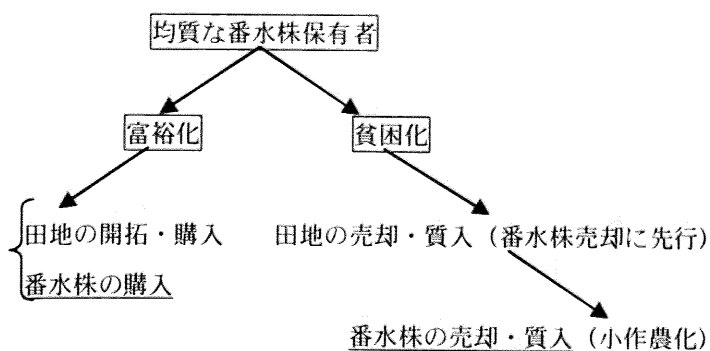 均質な番水株保有者
富裕化
貧困化
田地の開拓・購入
田地の売却・質入（番水株売却に先行）
番水株の購入
番水株の売却・質入（小作農化）